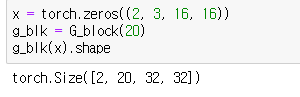 x = torch.zeros((2, 3, 16, 16))
g_blk = G_block(20)
g_blk(x).shape
torch.Size([2, 20, 32, 32])